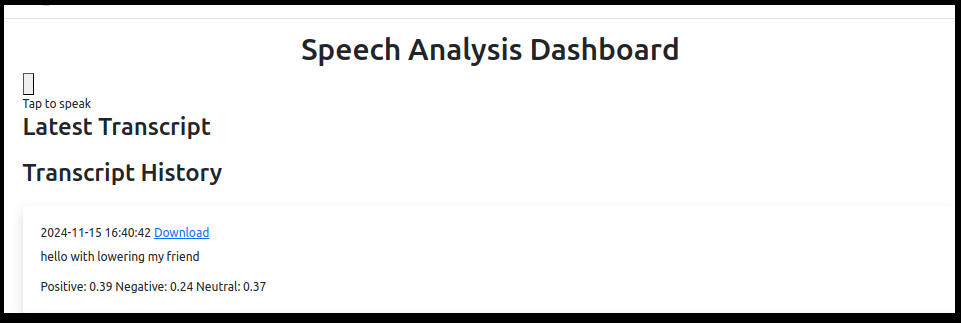 Speech Analysis Dashboard
Tap to speak
Latest Transcript
Transcript History
2024-11-15 16:40:42 Download
hello with lowering my friend
Positive: 0.39 Negative: 0.24 Neutral: 0.37